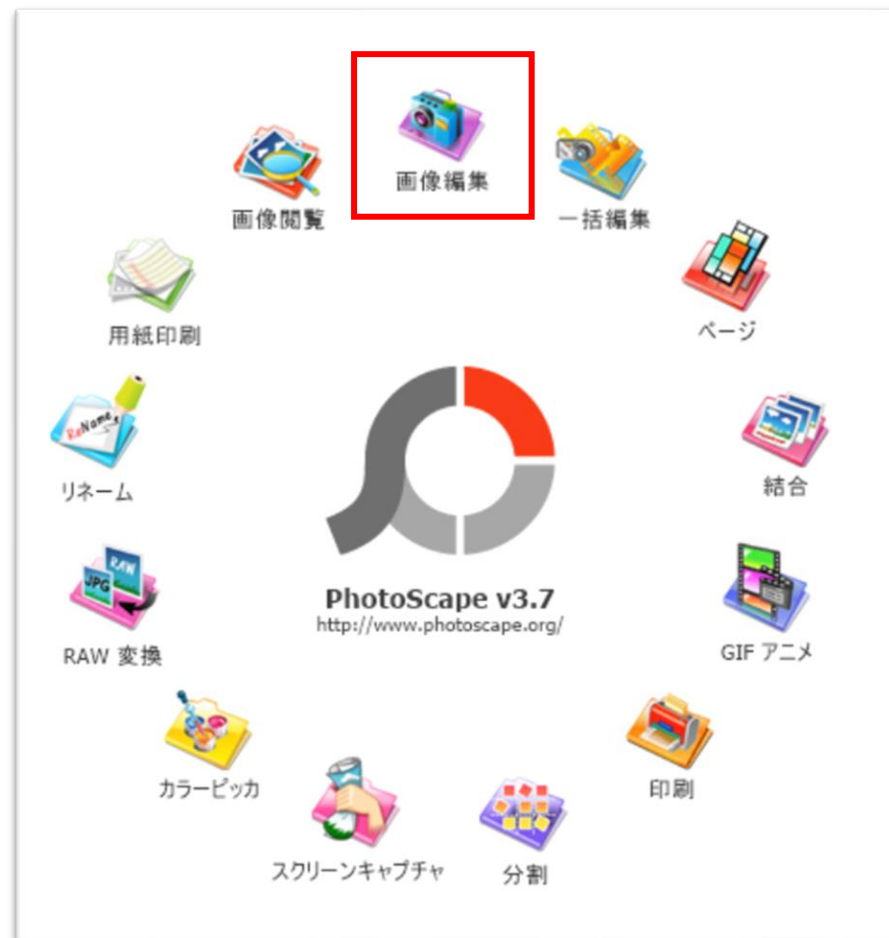 画像編集
画像閲覧
一括編集
用紙印刷
ページ
ReName
リネーム
結合
PhotoScape v3.7
http://www.photoscape.org/
RAW
JPG
RAW 変換
GIF アニメ
カラーピッカ
印刷
スクリーンキャプチャ
分割